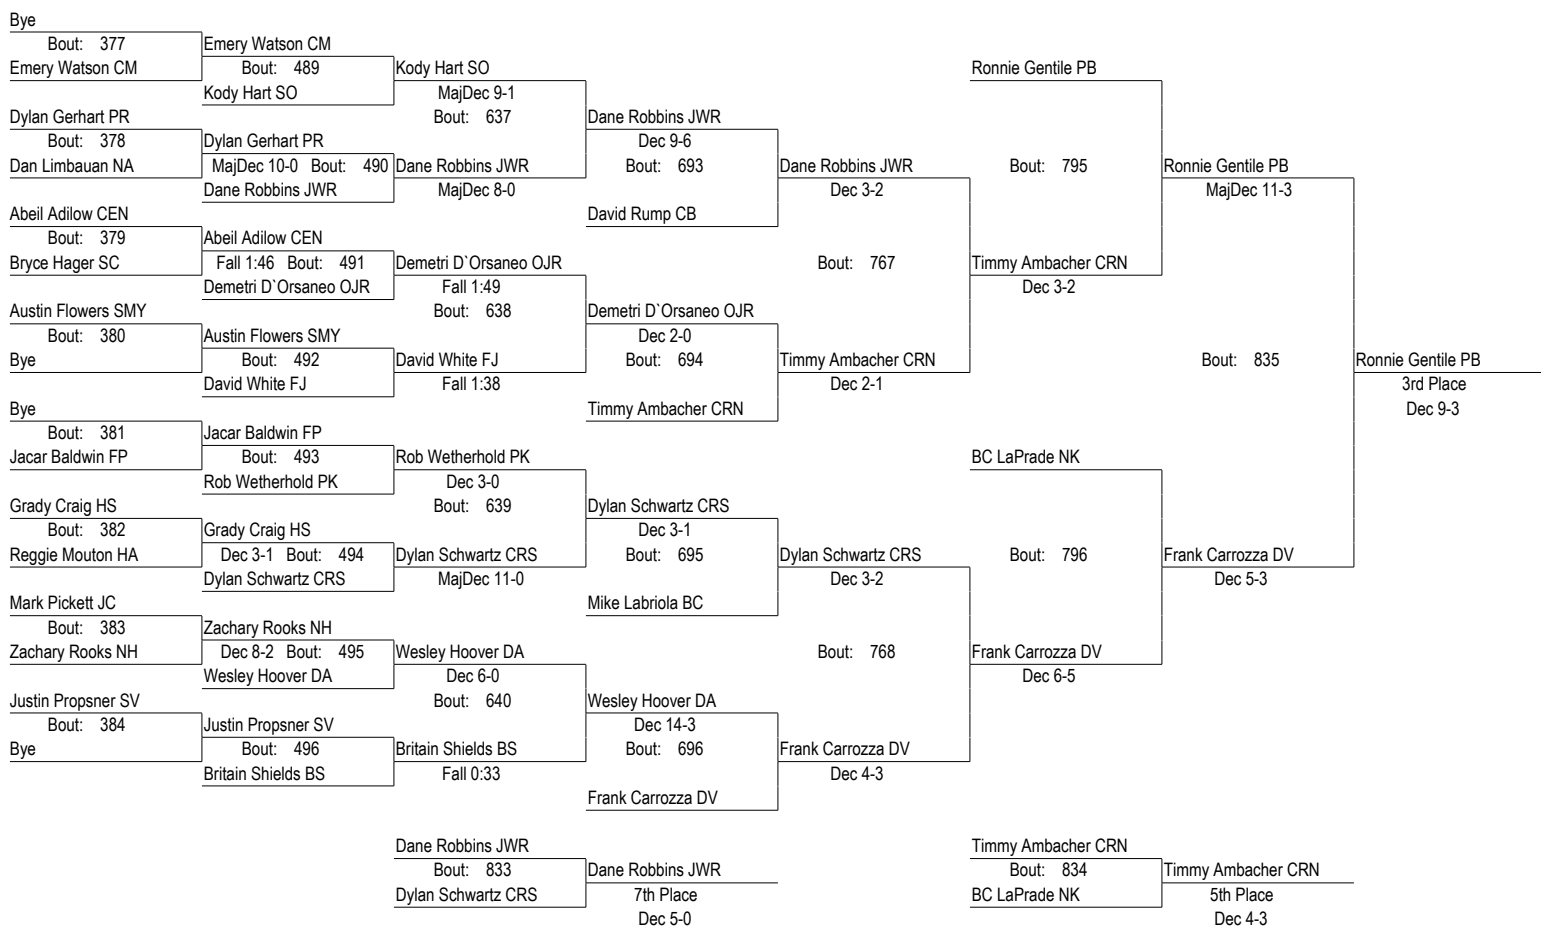 Bye
Bout: 377 Emery Watson CM
Emery Watson CM Bout: 489 Kody Hart SO Ronnie Gentile PB
Kody Hart SO MajDec 9-1
Dylan Gerhart PR Bout: 637 Dane Robbins JWR
Bout: 378 Dylan Gerhart PR Dec 9-6
Dan Limbauan NA MajDec 10-0 Bout: 490 Dane Robbins JWR Bout: 693 Dane Robbins JWR Bout: 795 Ronnie Gentile PB
Dane Robbins JWR MajDec 8-0 Dec 3-2 MajDec 11-3
Abeil Adilow CEN David Rump CB
Bout: 379 Abeil Adilow CEN
Bryce Hager SC Fall 1:46 Bout: 491 Demetri D`Orsaneo OJR Bout: 767 Timmy Ambacher CRN
Demetri D`Orsaneo OJR Fall 1:49 Dec 3-2
Austin Flowers SMY Bout: 638 Demetri D`Orsaneo OJR
Bout: 380 Austin Flowers SMY Dec 2-0
Bye Bout: 492 David White FJ Bout: 694 Timmy Ambacher CRN Bout: 835 Ronnie Gentile PB
David White FJ Fall 1:38 Dec 2-1 3rd Place
Bye Timmy Ambacher CRN Dec 9-3
Bout: 381 Jacar Baldwin FP
Jacar Baldwin FP Bout: 493 Rob Wetherhold PK BC LaPrade NK
Rob Wetherhold PK Dec 3-0
Grady Craig HS Bout: 639 Dylan Schwartz CRS
Bout: 382 Grady Craig HS Dec 3-1
Reggie Mouton HA Dec 3-1 Bout: 494 Dylan Schwartz CRS Bout: 695 Dylan Schwartz CRS Bout: 796 Frank Carrozza DV
Dylan Schwartz CRS MajDec 11-0 Dec 3-2 Dec 5-3
Mark Pickett JC Mike Labriola BC
Bout: 383 Zachary Rooks NH
Zachary Rooks NH Dec 8-2 Bout: 495 Wesley Hoover DA Bout: 768 Frank Carrozza DV
Wesley Hoover DA Dec 6-0 Dec 6-5
Justin Propsner SV Bout: 640 Wesley Hoover DA
Bout: 384 Justin Propsner SV Dec 14-3
Bye Bout: 496 Britain Shields BS Bout: 696 Frank Carrozza DV
Britain Shields BS Fall 0:33 Dec 4-3
Frank Carrozza DV
Dane Robbins JWR Timmy Ambacher CRN
Bout: 833 Dane Robbins JWR Bout: 834 Timmy Ambacher CRN
Dylan Schwartz CRS 7th Place BC LaPrade NK 5th Place
Dec 5-0 Dec 4-3